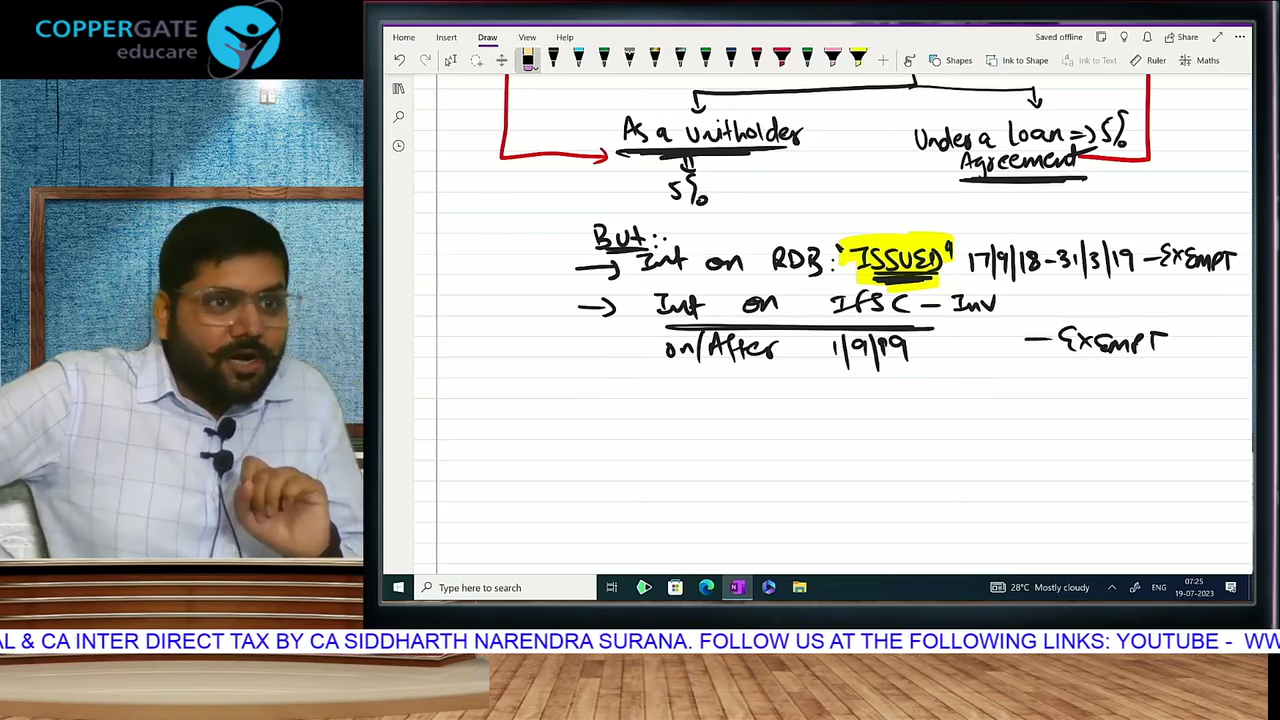 COPPERGATE
educare
Home Insert Draw View Help
Saved offline
Share
Shapes
Ink to Shape
Ink to Text
Ruler
Maths
As a unitholder
5%
Under a loan => 5%
Agreement
But:
→ Int on RDB: "ISSUED" 17/9/18-31/3/19 - EXEMPT
→ Int on IFSC - Inv
on/After 1/9/19 - EXEMPT
Type here to search
28°C Mostly cloudy
ENG
07:25
19-07-2023
AL & CA INTER DIRECT TAX BY CA SIDDHARTH NARENDRA SURANA. FOLLOW US AT THE FOLLOWING LINKS: YOUTUBE - WW